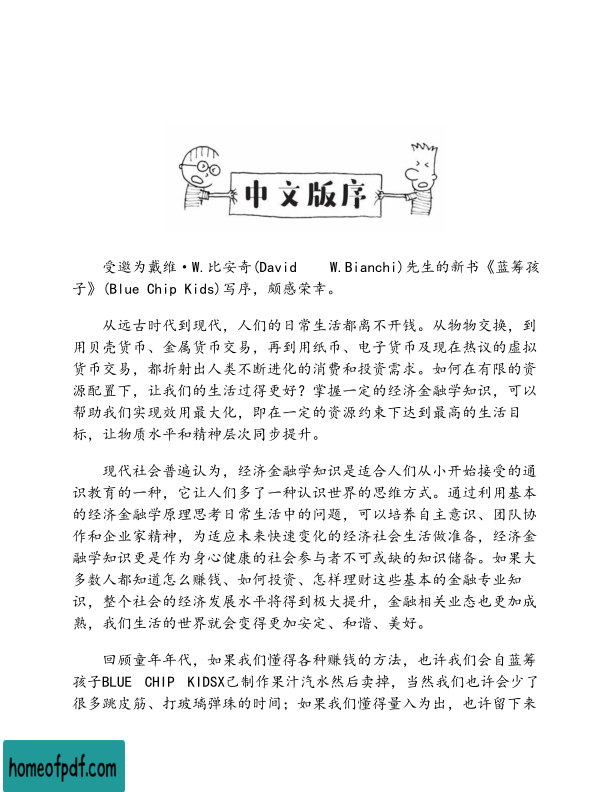 中文版序
受邀为戴维·W.比安奇(David W.Bianchi)先生的新书《蓝筹孩
子》(Blue Chip Kids)写序，颇感荣幸。
从远古时代到现代，人们的日常生活都离不开钱。从物物交换，到
用贝壳货币、金属货币交易，再到用纸币、电子货币及现在热议的虚拟
货币交易，都折射出人类不断进化的消费和投资需求。如何在有限的资
源配置下，让我们的生活过得更好？掌握一定的经济金融学知识，可以
帮助我们实现效用最大化，即在一定的资源约束下达到最高的生活目
标，让物质水平和精神层次同步提升。
现代社会普遍认为，经济金融学知识是适合人们从小开始接受的通
识教育的一种，它让人们多了一种认识世界的思维方式。通过利用基本
的经济金融学原理思考日常生活中的问题，可以培养自主意识、团队协
作和企业家精神，为适应未来快速变化的经济社会生活做准备，经济金
融学知识更是作为身心健康的社会参与者不可或缺的知识储备。如果大
多数人都知道怎么赚钱、如何投资、怎样理财这些基本的金融专业知
识，整个社会的经济发展水平将得到极大提升，金融相关业态也更加成
熟，我们生活的世界就会变得更加安定、和谐、美好。
回顾童年年代，如果我们懂得各种赚钱的方法，也许我们会自蓝筹
孩子BLUE CHIP KIDSX己制作果汁汽水然后卖掉，当然我们也许会少了
很多跳皮筋、打玻璃弹珠的时间；如果我们懂得量入为出，也许留下来
homeofpdf.com